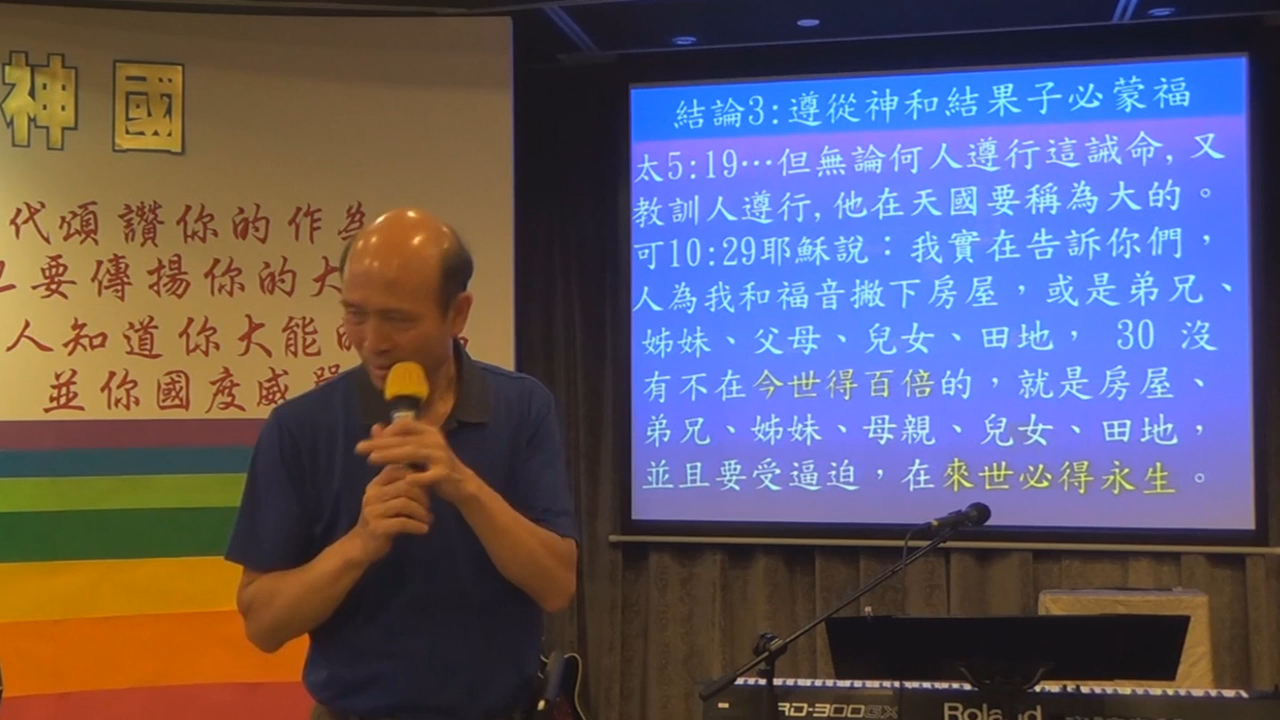 神國
代頌讚你的作為
要傳揚你的大
人知道你大能的
並你國度威嚴
結論3:遵從神和結果子必蒙福
太5:19…但無論何人遵行這誡命,又
教訓人遵行,他在天國要稱為大的。
可10:29耶穌說：我實在告訴你們，
人為我和福音撇下房屋，或是弟兄、
姊妹、父母、兒女、田地， 30 沒
有不在今世得百倍的，就是房屋、
弟兄、姊妹、母親、兒女、田地，
並且要受逼迫，在來世必得永生。
RD-300GX
Roland